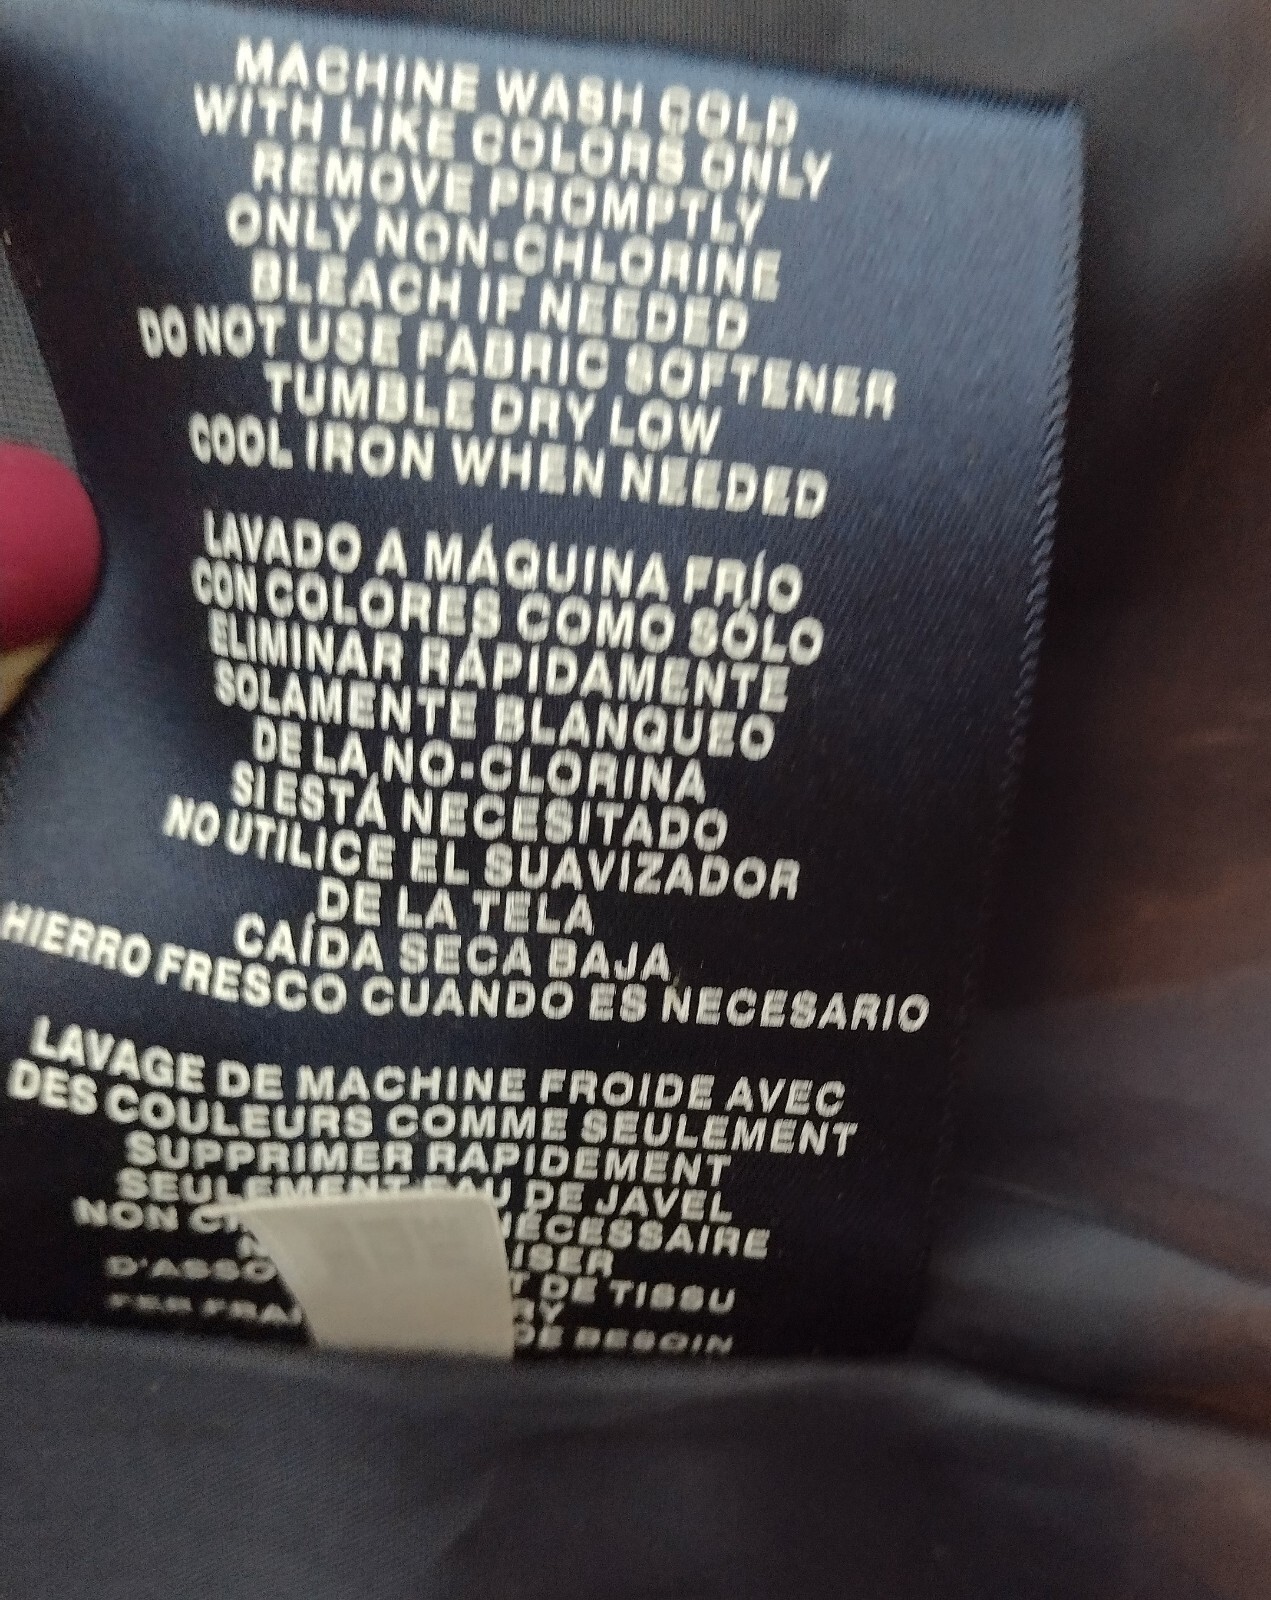 MACHINE WASH COLD
WITH LIKE COLORS ONLY
REMOVE PROMPTLY
ONLY NON-CHLORINE
BLEACH IF NEEDED
DO NOT USE FABRIC SOFTENER
TUMBLE DRY LOW
COOL IRON WHEN NEEDED
LAVADO A MÁQUINA FRÍO
CON COLORES COMO SÓLO
ELIMINAR RÁPIDAMENTE
SOLAMENTE BLANQUEO
DE LA NO-CLORINA
SI ESTÁ NECESITADO
NO UTILICE EL SUAVIZADOR
DE LA TELA
CAÍDA SECA BAJA
HIERRO FRESCO CUANDO ES NECESARIO
LAVAGE DE MACHINE FROIDE AVEC
DES COULEURS COMME SEULEMENT
SUPPRIMER RAPIDEMENT
SEULEMENT EAU DE JAVEL
NON NÉCESSAIRE
DE TISSU
DE BESOIN